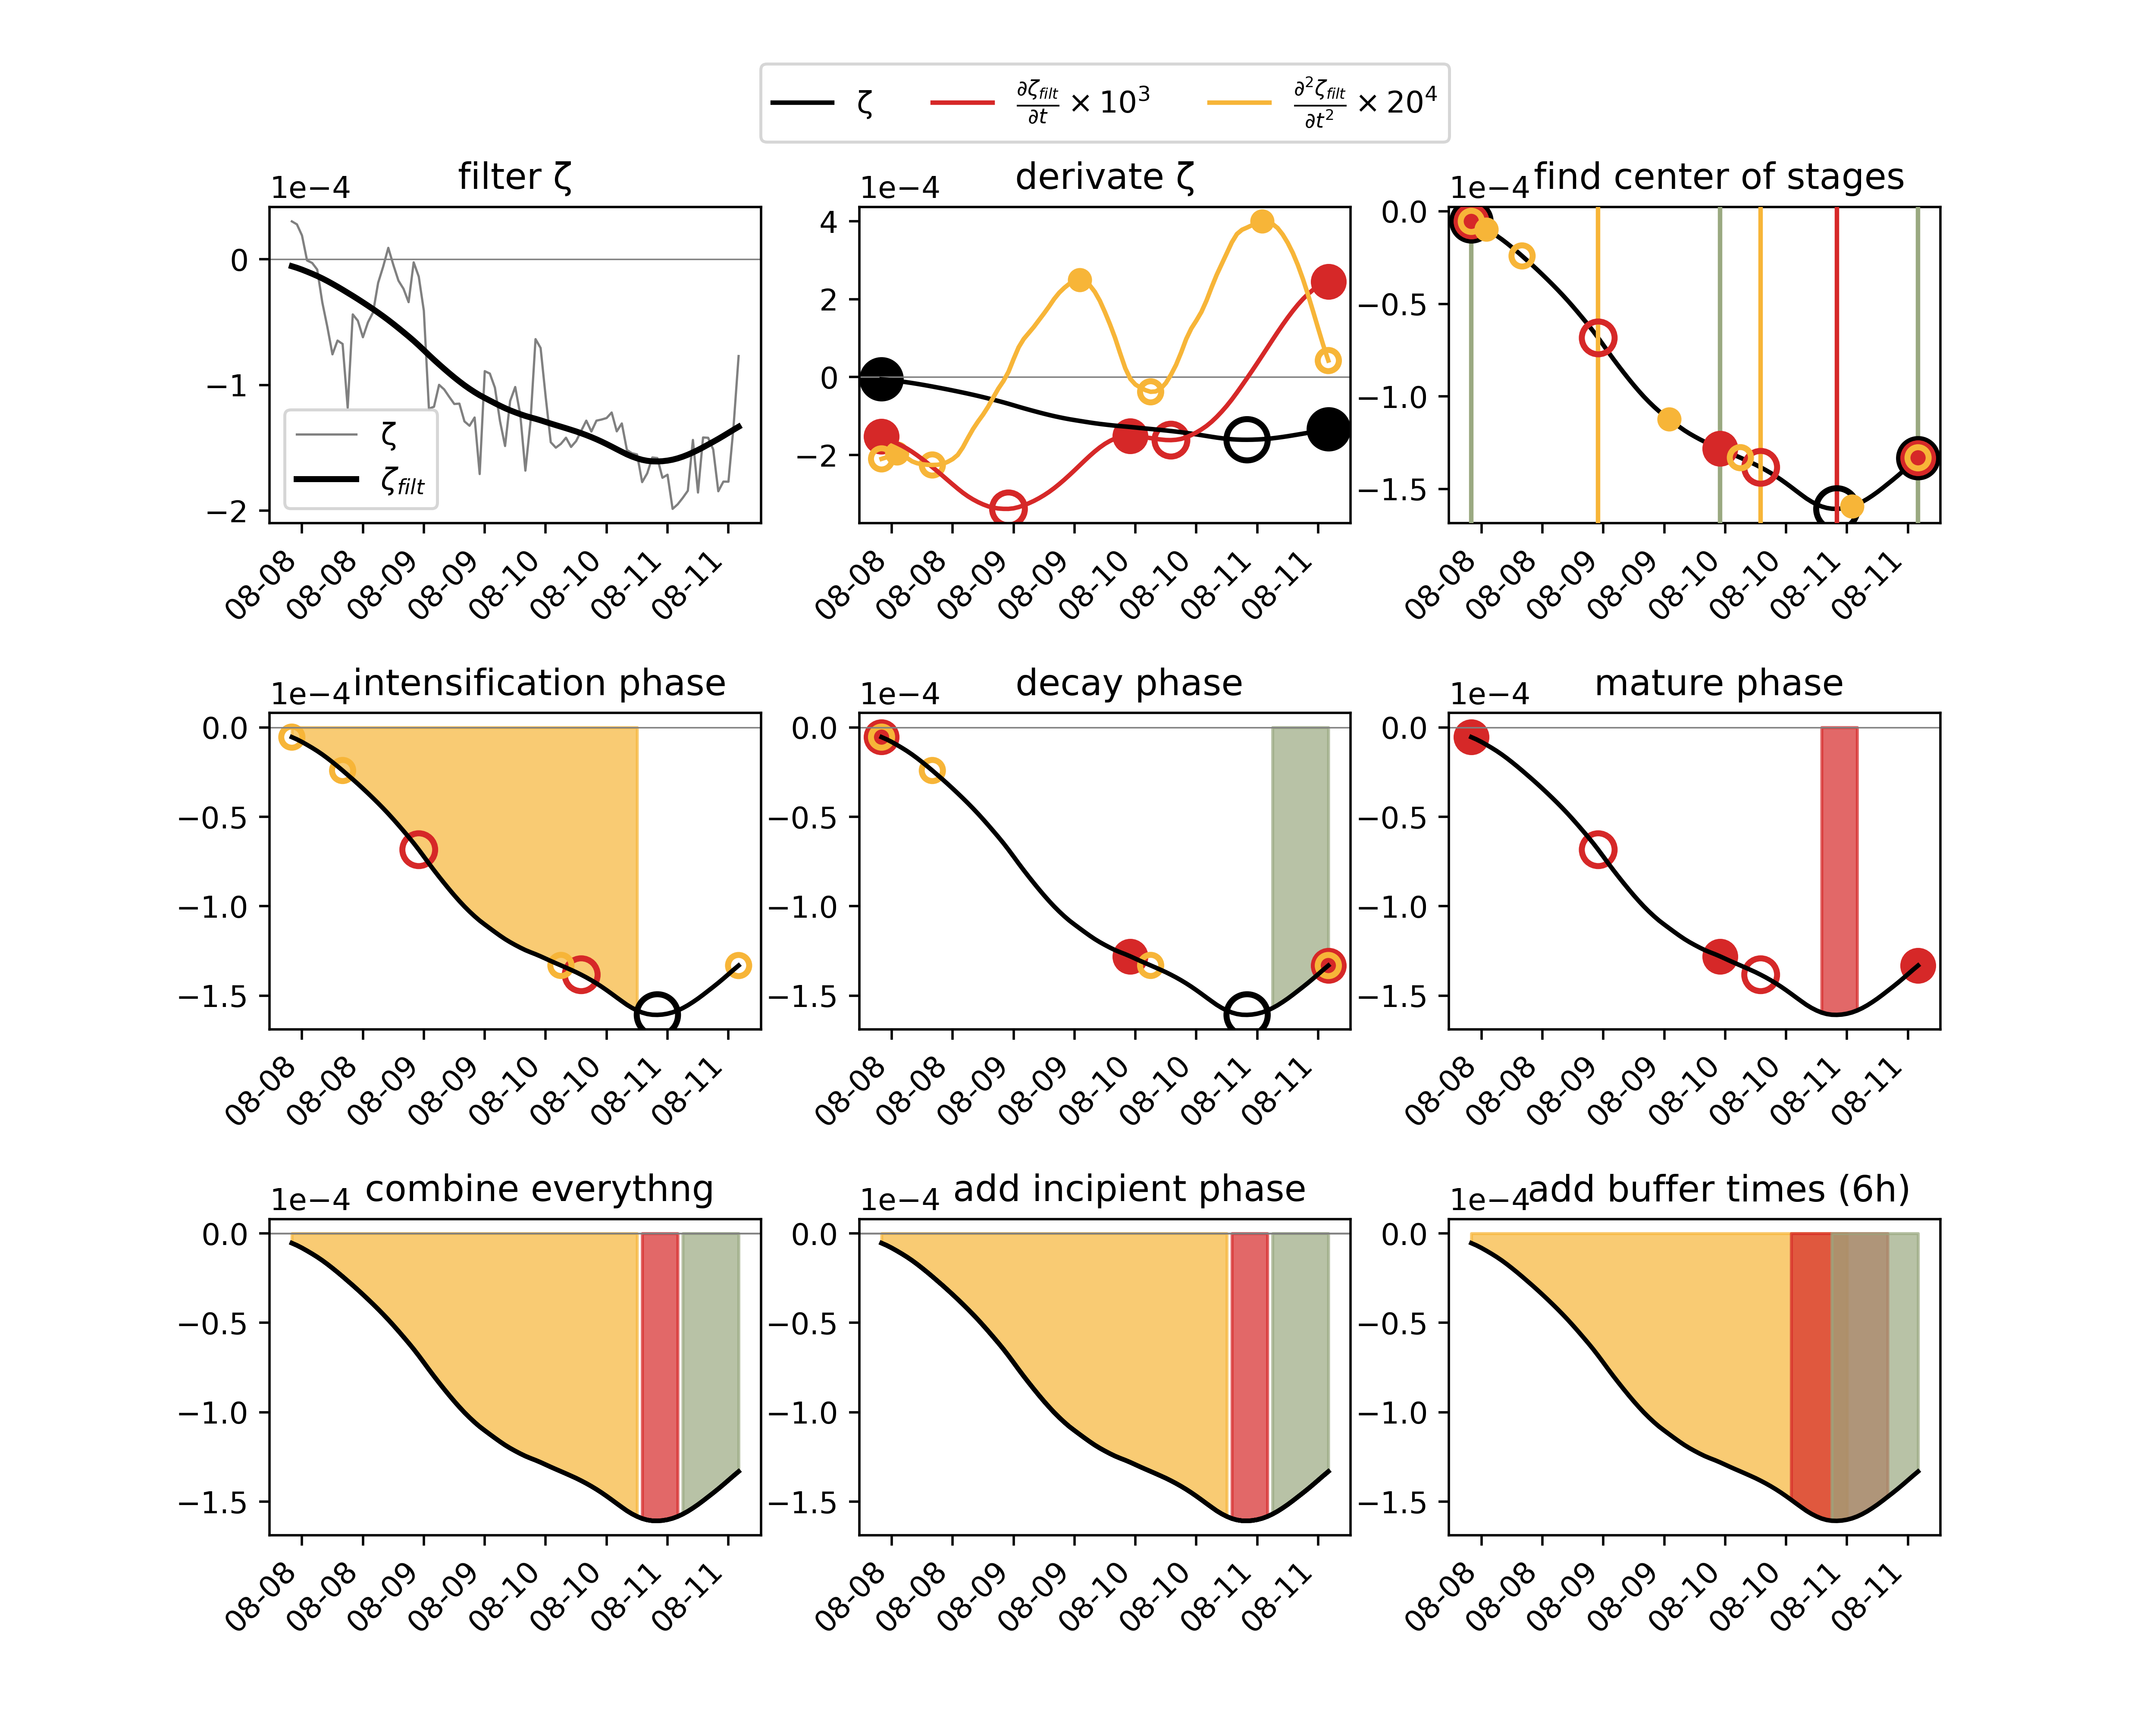 ζ ∂ζfilt/∂t × 10³ ∂²ζfilt/∂t² × 20⁴
filter ζ derivate ζ find center of stages
1e−4 1e−4 1e−4
0
−1
−2
ζ
ζfilt
08-08 08-08 08-09 08-09 08-10 08-10 08-11 08-11
4
2
0
−2
08-08 08-08 08-09 08-09 08-10 08-10 08-11 08-11
0.0
−0.5
−1.0
−1.5
08-08 08-08 08-09 08-09 08-10 08-10 08-11 08-11
intensification phase decay phase mature phase
1e−4 1e−4 1e−4
0.0
−0.5
−1.0
−1.5
08-08 08-08 08-09 08-09 08-10 08-10 08-11 08-11
0.0
−0.5
−1.0
−1.5
08-08 08-08 08-09 08-09 08-10 08-10 08-11 08-11
0.0
−0.5
−1.0
−1.5
08-08 08-08 08-09 08-09 08-10 08-10 08-11 08-11
combine everythng add incipient phase add buffer times (6h)
1e−4 1e−4 1e−4
0.0
−0.5
−1.0
−1.5
08-08 08-08 08-09 08-09 08-10 08-10 08-11 08-11
0.0
−0.5
−1.0
−1.5
08-08 08-08 08-09 08-09 08-10 08-10 08-11 08-11
0.0
−0.5
−1.0
−1.5
08-08 08-08 08-09 08-09 08-10 08-10 08-11 08-11